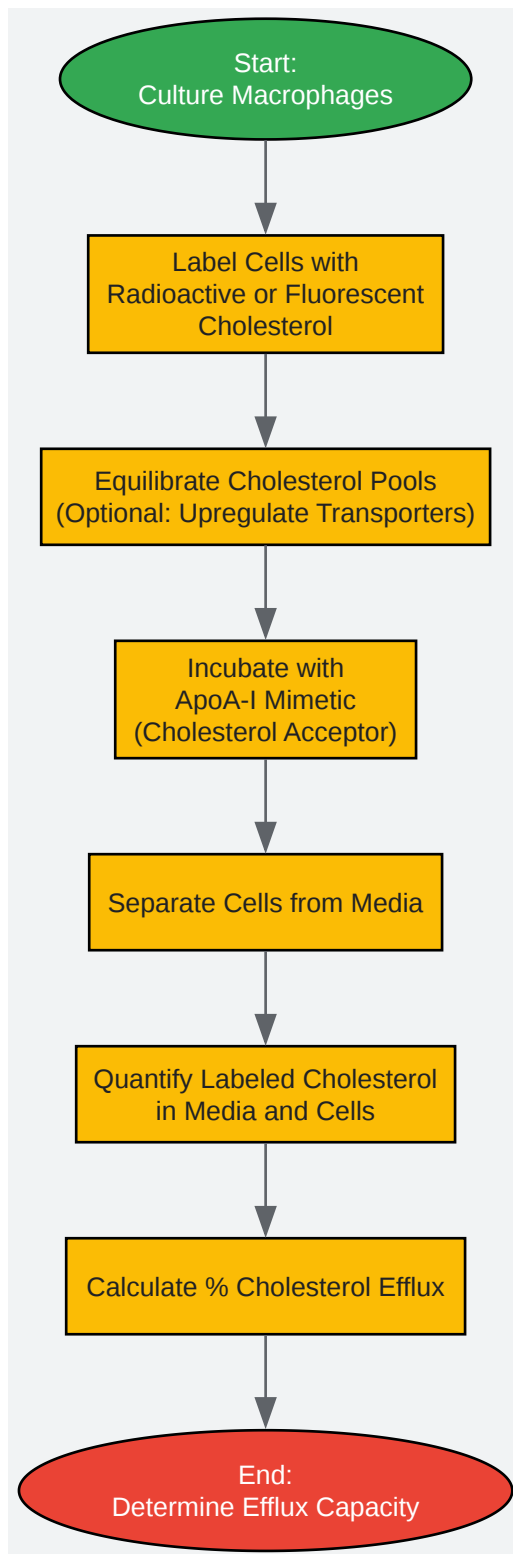 Start:
Culture Macrophages
Label Cells with
Radioactive or Fluorescent
Cholesterol
Equilibrate Cholesterol Pools
(Optional: Upregulate Transporters)
Incubate with
ApoA-I Mimetic
(Cholesterol Acceptor)
Separate Cells from Media
Quantify Labeled Cholesterol
in Media and Cells
Calculate % Cholesterol Efflux
End:
Determine Efflux Capacity